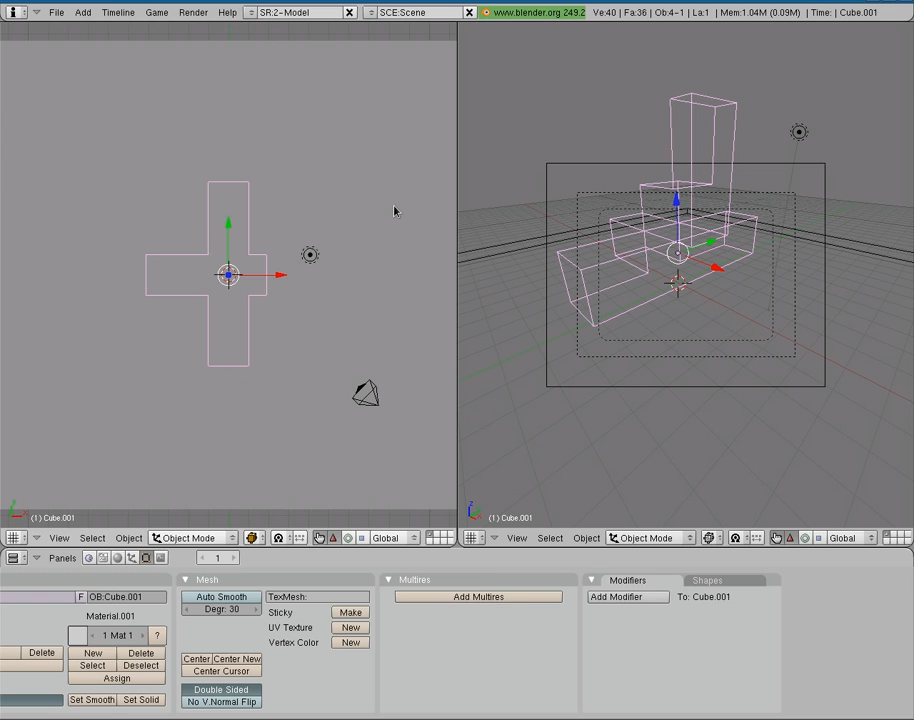 File Add Timeline Game Render Help SR:2-Model SCE:Scene www.blender.org 249.2 Ve:40 | Fa:36 | Ob:4-1 | La:1 | Mem:1.04M (0.09M) | Time: | Cube.001
(1) Cube.001
(1) Cube.001
View Select Object Object Mode Global
View Select Object Object Mode Global
Panels 1
F OB:Cube.001
Material.001
1 Mat 1 ?
Delete New Delete
Select Deselect
Assign
Set Smooth Set Solid
Mesh
Auto Smooth
Degr: 30
TexMesh:
Sticky Make
UV Texture New
Vertex Color New
Center Center New
Center Cursor
Double Sided
No V.Normal Flip
Multires
Add Multires
Modifiers Shapes
Add Modifier To: Cube.001